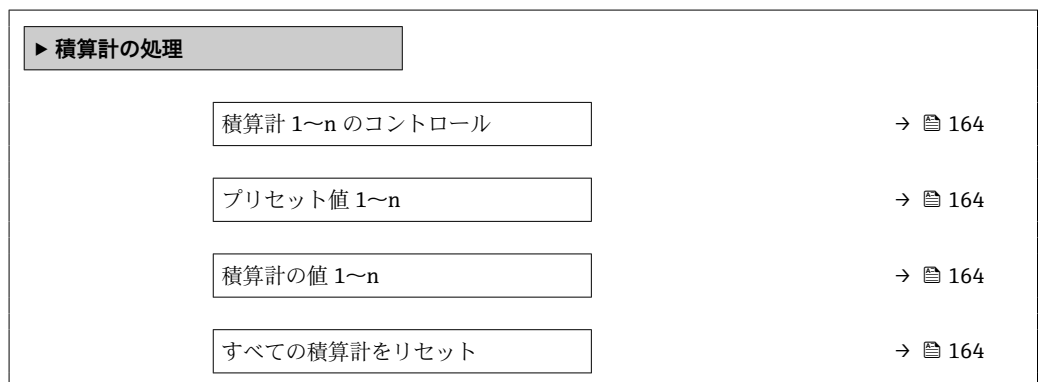 ▶ 積算計の処理
積算計 1～n のコントロール → 🖺 164
プリセット値 1～n → 🖺 164
積算計の値 1～n → 🖺 164
すべての積算計をリセット → 🖺 164